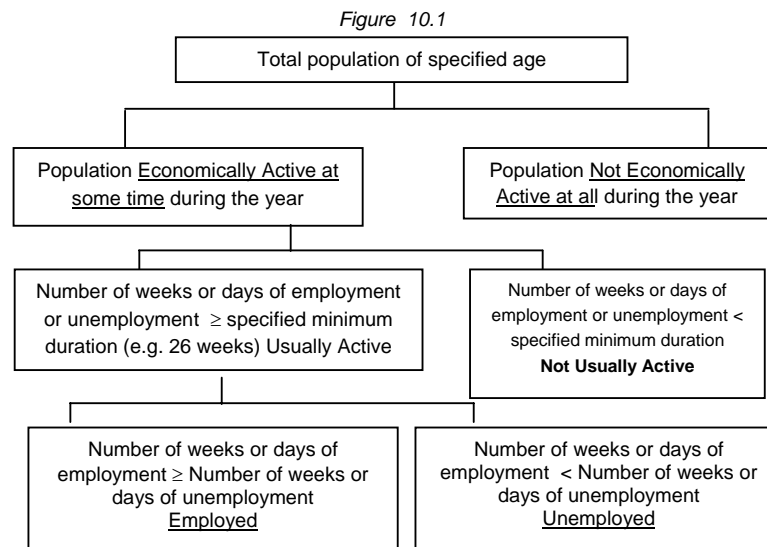 Figure 10.1
Total population of specified age
Population Economically Active at
some time during the year
Population Not Economically
Active at all during the year
Number of weeks or days of employment
or unemployment ≥ specified minimum
duration (e.g. 26 weeks) Usually Active
Number of weeks or days of
employment or unemployment <
specified minimum duration
Not Usually Active
Number of weeks or days of
employment ≥ Number of weeks or
days of unemployment
Employed
Number of weeks or days of
employment < Number of weeks or
days of unemployment
Unemployed